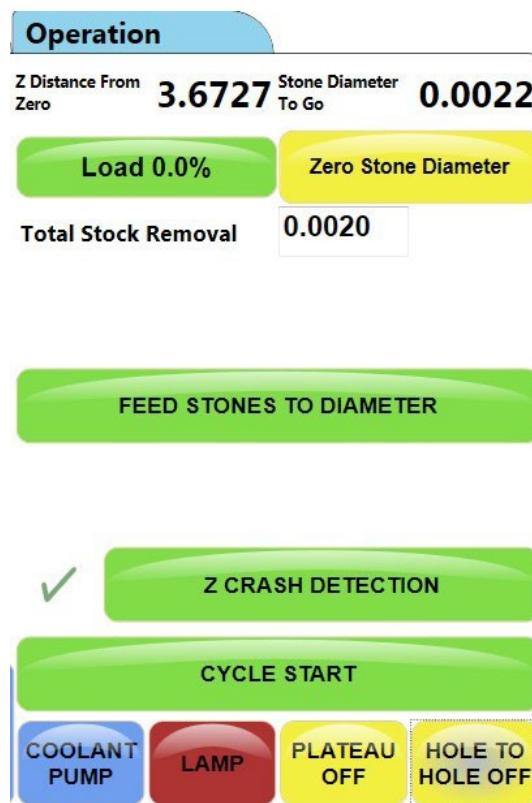 Operation
Z Distance From Zero 3.6727 Stone Diameter To Go 0.0022
Load 0.0% Zero Stone Diameter
Total Stock Removal 0.0020
FEED STONES TO DIAMETER
Z CRASH DETECTION
CYCLE START
COOLANT PUMP LAMP PLATEAU OFF HOLE TO HOLE OFF